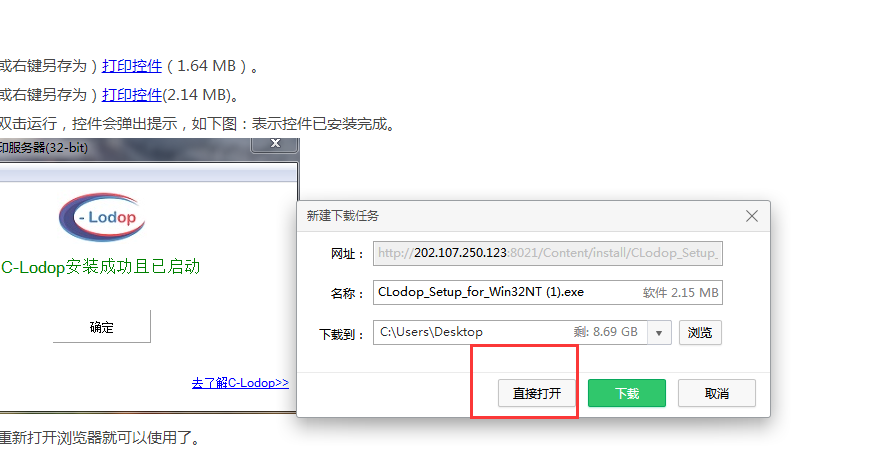 或右键另存为）打印控件（1.64 MB）。
或右键另存为）打印控件(2.14 MB)。
双击运行，控件会弹出提示，如下图：表示控件已安装完成。
印服务器(32-bit)
X
C-Lodop
C-Lodop安装成功且已启动
确定
去了解C-Lodop>>
新建下载任务
网址：
http://202.107.250.123:8021/Content/install/CLodop_Setup_
名称：
CLodop_Setup_for_Win32NT (1).exe 软件 2.15 MB
下载到：
C:\Users\Desktop 剩: 8.69 GB
浏览
直接打开 下载 取消
重新打开浏览器就可以使用了。